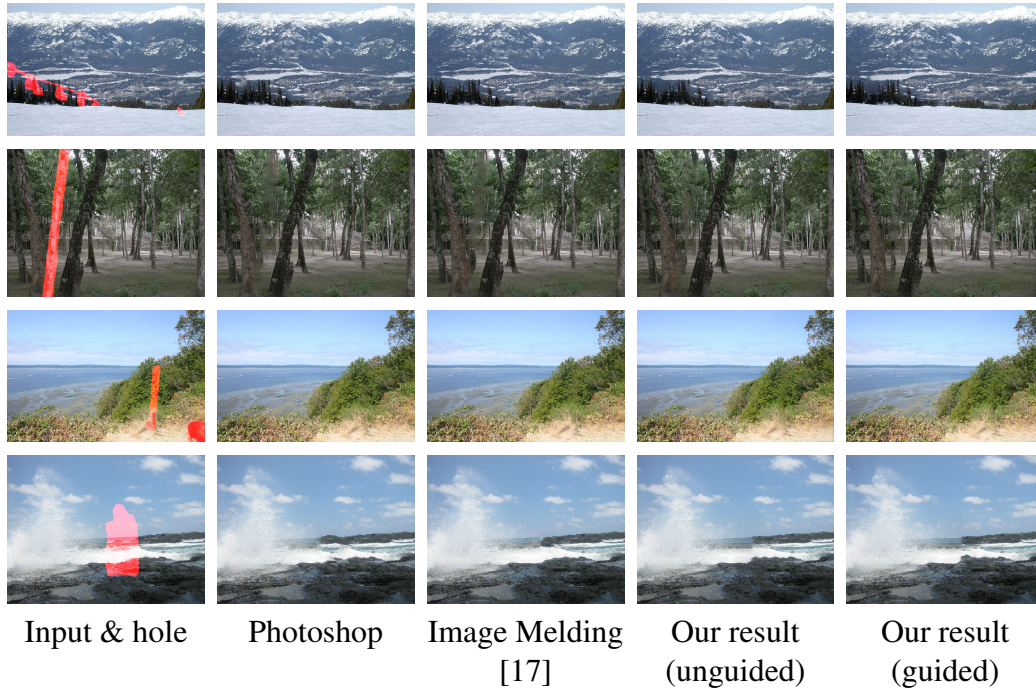 Input & hole
Photoshop
Image Melding
[17]
Our result
(unguided)
Our result
(guided)